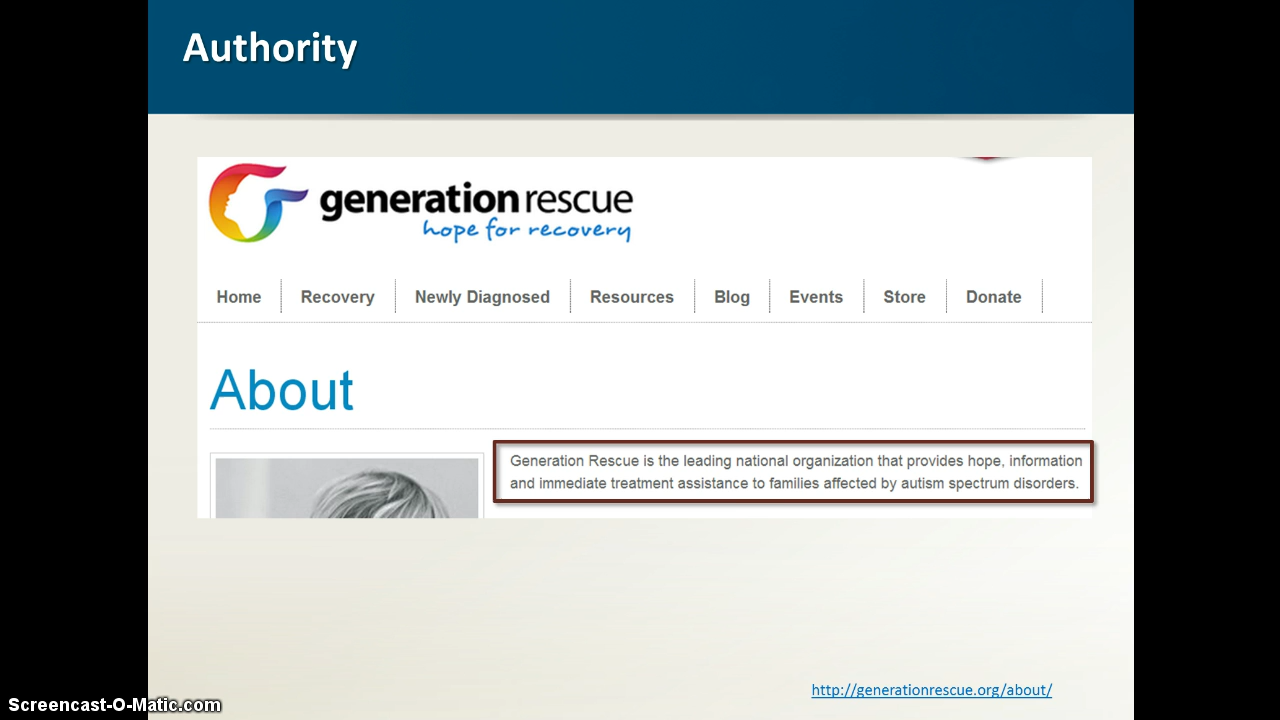 Authority
generation rescue
hope for recovery
Home Recovery Newly Diagnosed Resources Blog Events Store Donate
About
Generation Rescue is the leading national organization that provides hope, information
and immediate treatment assistance to families affected by autism spectrum disorders.
http://generationrescue.org/about/
Screencast-O-Matic.com